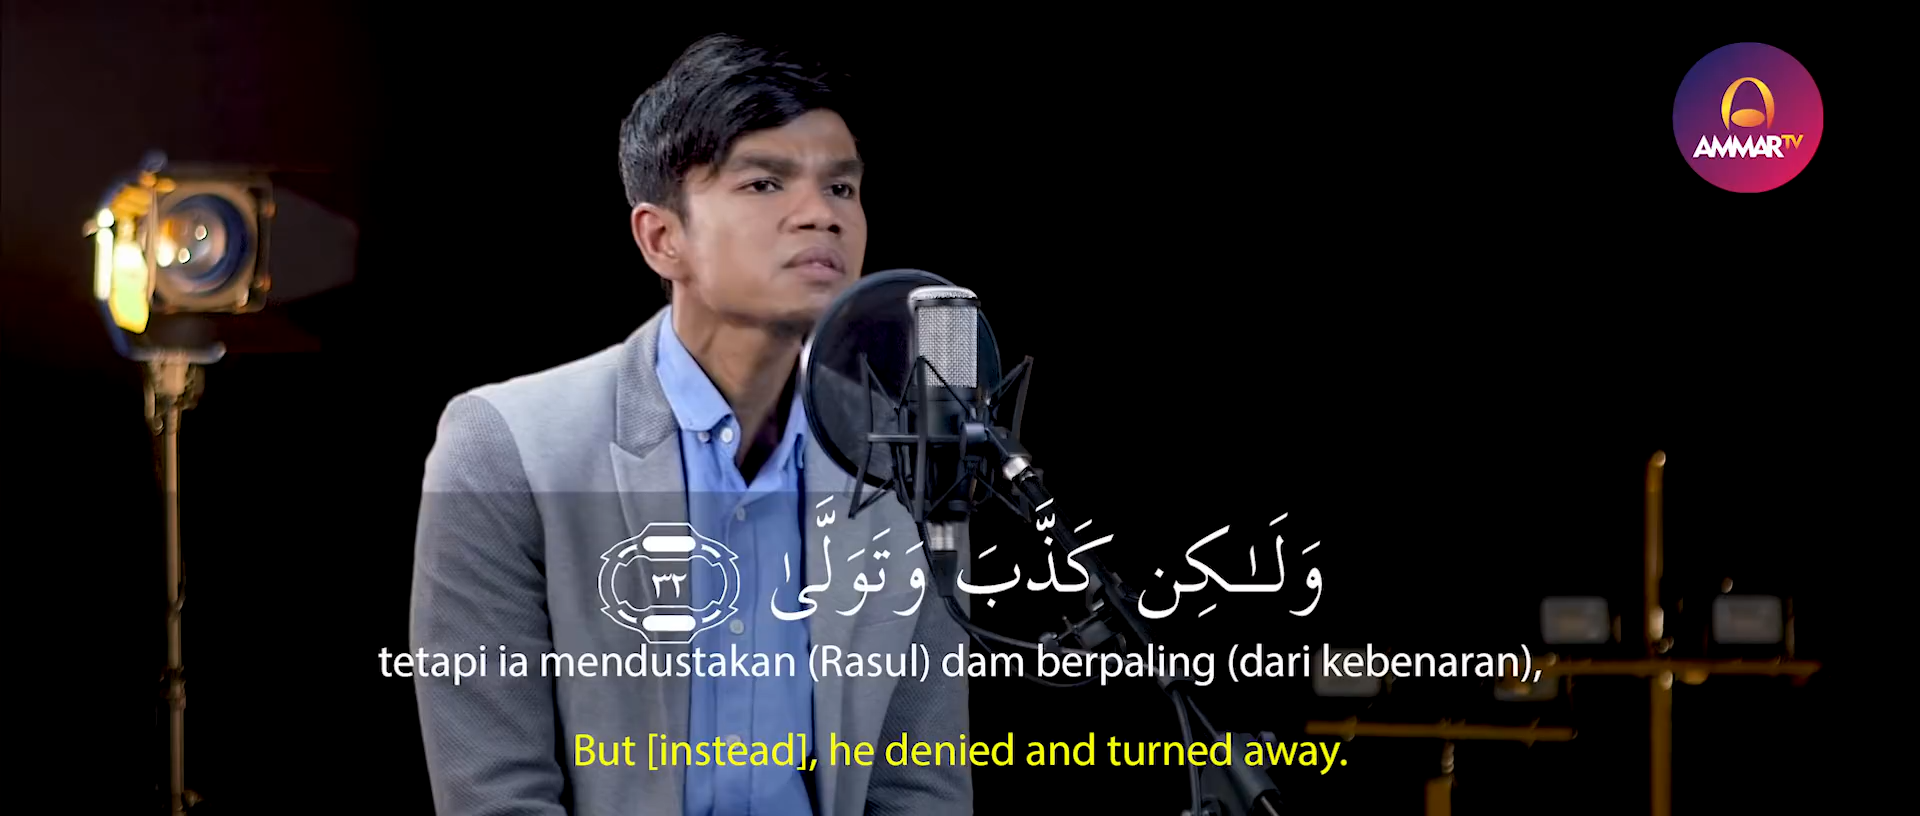 AMMARTV
وَلَـٰكِن كَذَّبَ وَتَوَلَّىٰ ٣٢
tetapi ia mendustakan (Rasul) dam berpaling (dari kebenaran),
But [instead], he denied and turned away.